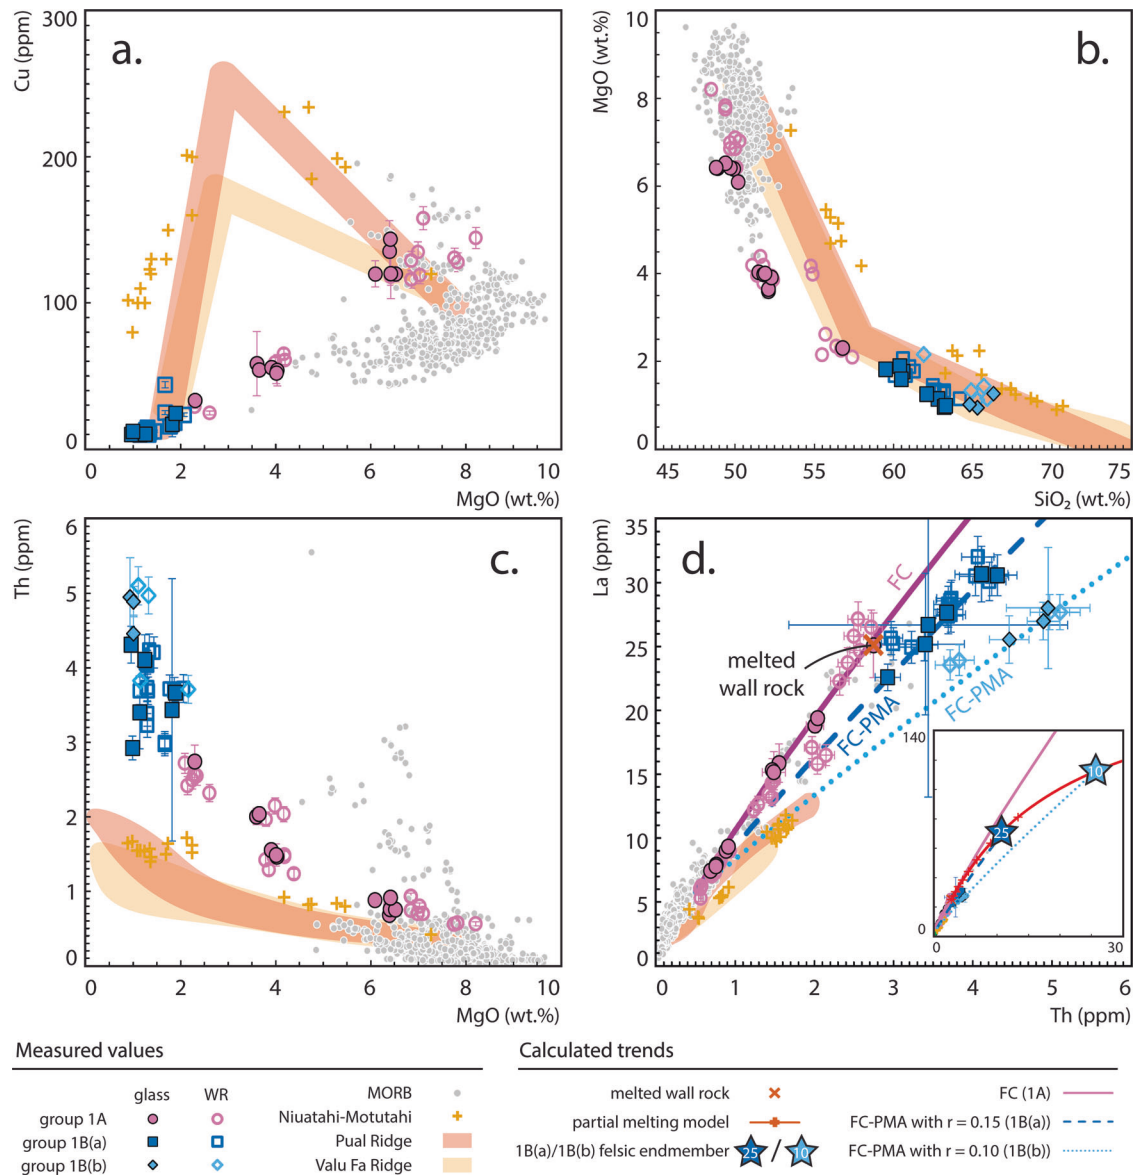 Cu (ppm)
300
200
100
0
a.
0 2 4 6 8 10
MgO (wt.%)
MgO (wt.%)
10
8
6
4
2
0
b.
45 50 55 60 65 70 75
SiO₂ (wt.%)
Th (ppm)
6
5
4
3
2
1
0
c.
0 2 4 6 8 10
MgO (wt.%)
La (ppm)
35
30
25
20
15
10
5
0
d.
FC
melted
wall rock
FC-PMA
FC-PMA
140
0
25
10
0 30
0 1 2 3 4 5 6
Th (ppm)
Measured values
glass WR
group 1A
group 1B(a)
group 1B(b)
MORB
Niuatahi-Motutahi
Pual Ridge
Valu Fa Ridge
Calculated trends
melted wall rock
partial melting model
1B(a)/1B(b) felsic endmember 25 / 10
FC (1A)
FC-PMA with r = 0.15 (1B(a))
FC-PMA with r = 0.10 (1B(b))